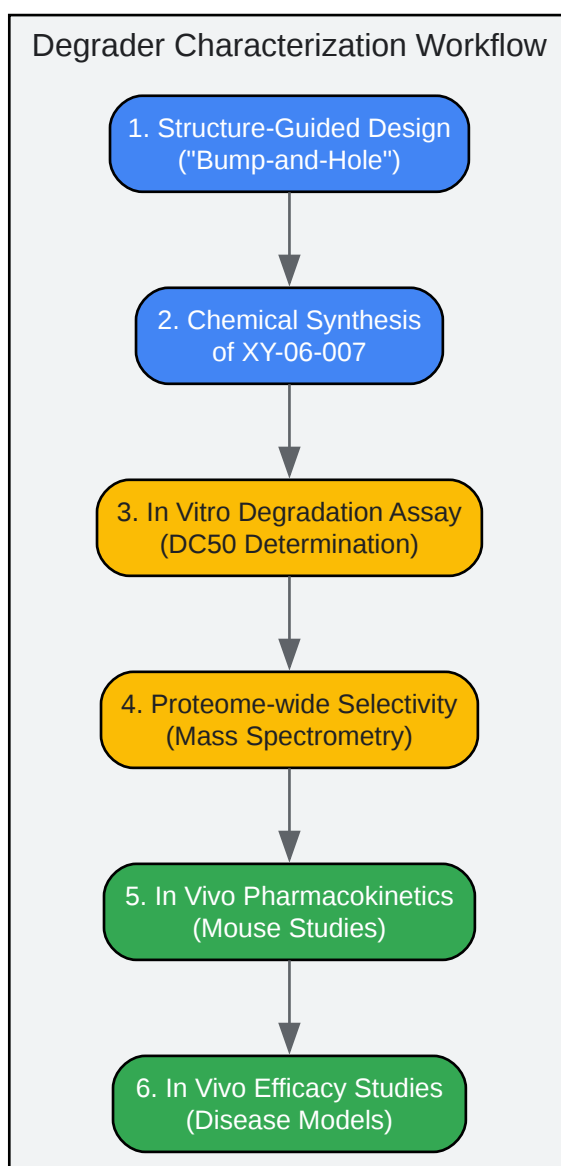 Degrader Characterization Workflow
1. Structure-Guided Design
("Bump-and-Hole")
2. Chemical Synthesis
of XY-06-007
3. In Vitro Degradation Assay
(DC50 Determination)
4. Proteome-wide Selectivity
(Mass Spectrometry)
5. In Vivo Pharmacokinetics
(Mouse Studies)
6. In Vivo Efficacy Studies
(Disease Models)